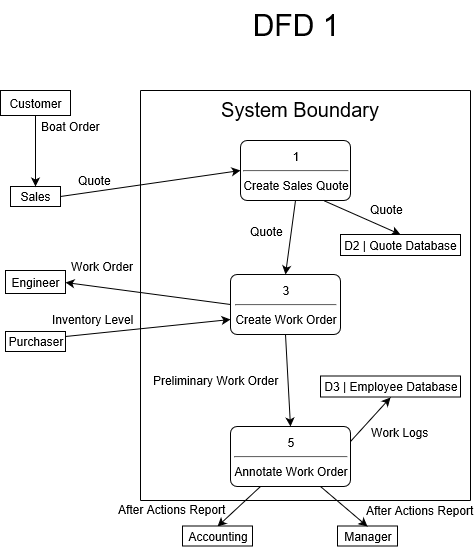 DFD 1
System Boundary
Customer
Boat Order
1
Create Sales Quote
Quote
Sales
Quote
Quote
D2 | Quote Database
Work Order
Engineer
3
Create Work Order
Inventory Level
Purchaser
Preliminary Work Order
D3 | Employee Database
Work Logs
5
Annotate Work Order
After Actions Report
After Actions Report
Accounting
Manager